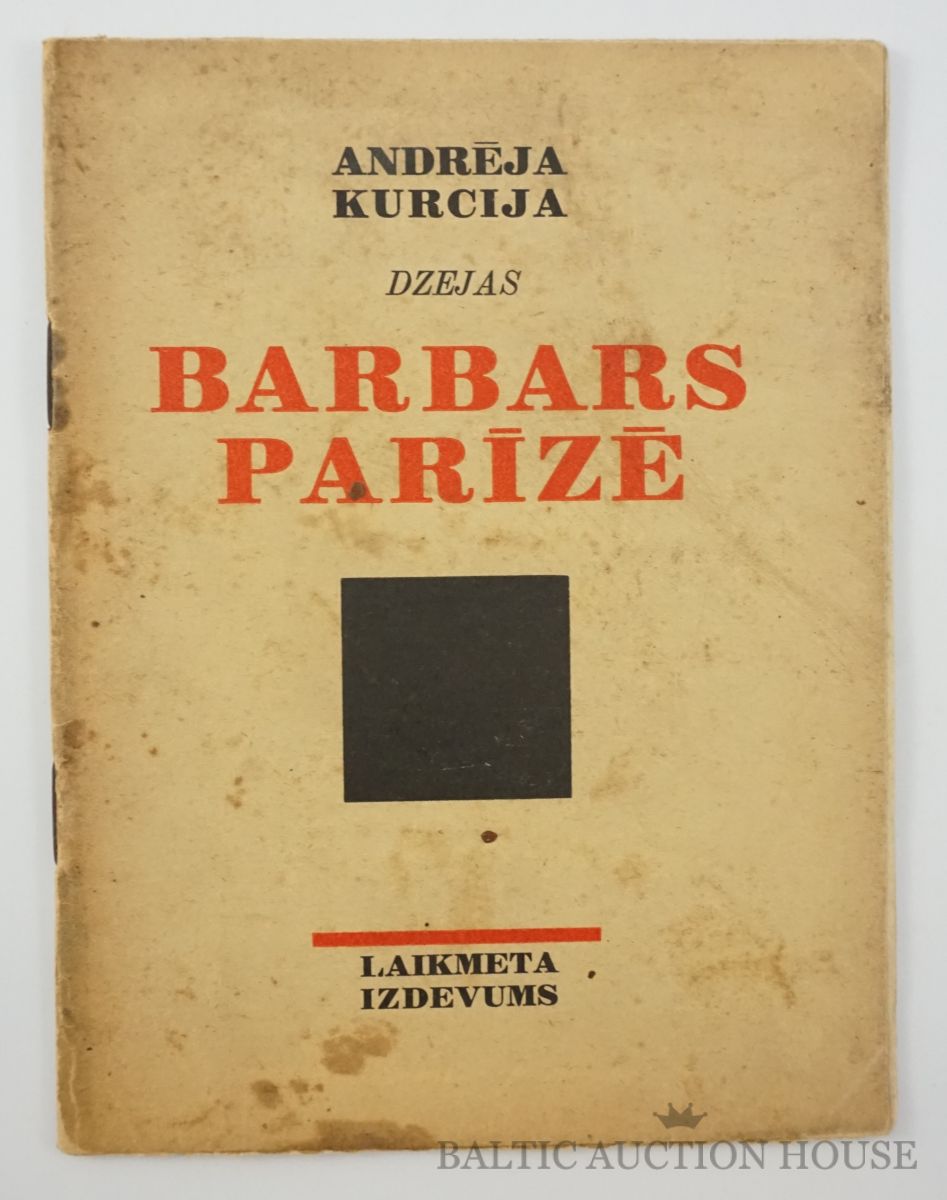 ANDRĒJA
KURCIJA
DZEJAS
BARBARS
PARĪZĒ
LAIKMETA
IZDEVUMS
BALTIC AUCTION HOUSE